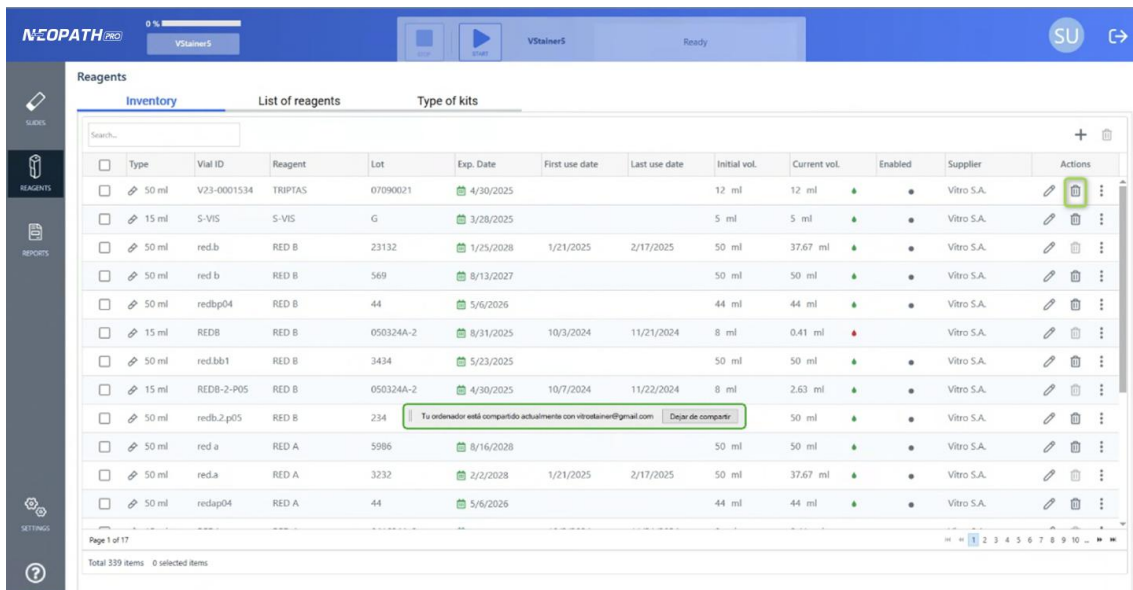 NEOPATH PRO
0 %
VStainer5
STOP START VStainer5 Ready
SU
SLIDES
REAGENTS
REPORTS
SETTINGS
Reagents
Inventory List of reagents Type of kits
Search...
Type Vial ID Reagent Lot Exp. Date First use date Last use date Initial vol. Current vol. Enabled Supplier Actions
50 ml V23-0001534 TRIPTAS 07090021 4/30/2025 12 ml 12 ml Vitro S.A.
15 ml S-VIS S-VIS G 3/28/2025 5 ml 5 ml Vitro S.A.
50 ml red.b RED B 23132 1/25/2028 1/21/2025 2/17/2025 50 ml 37.67 ml Vitro S.A.
50 ml red b RED B 569 8/13/2027 50 ml 50 ml Vitro S.A.
50 ml redbp04 RED B 44 5/6/2026 44 ml 44 ml Vitro S.A.
15 ml REDB RED B 050324A-2 8/31/2025 10/3/2024 11/21/2024 8 ml 0.41 ml Vitro S.A.
50 ml red.bb1 RED B 3434 5/23/2025 50 ml 50 ml Vitro S.A.
15 ml REDB-2-P05 RED B 050324A-2 4/30/2025 10/7/2024 11/22/2024 8 ml 2.63 ml Vitro S.A.
50 ml redb.2.p05 RED B 234 50 ml Vitro S.A.
Tu ordenador está compartido actualmente con vitrostainer@gmail.com Dejar de compartir
50 ml red a RED A 5986 8/16/2028 50 ml 50 ml Vitro S.A.
50 ml red.a RED A 3232 2/2/2028 1/21/2025 2/17/2025 50 ml 37.67 ml Vitro S.A.
50 ml redap04 RED A 44 5/6/2026 44 ml 44 ml Vitro S.A.
Page 1 of 17 1 2 3 4 5 6 7 8 9 10 ...
Total 339 items 0 selected items